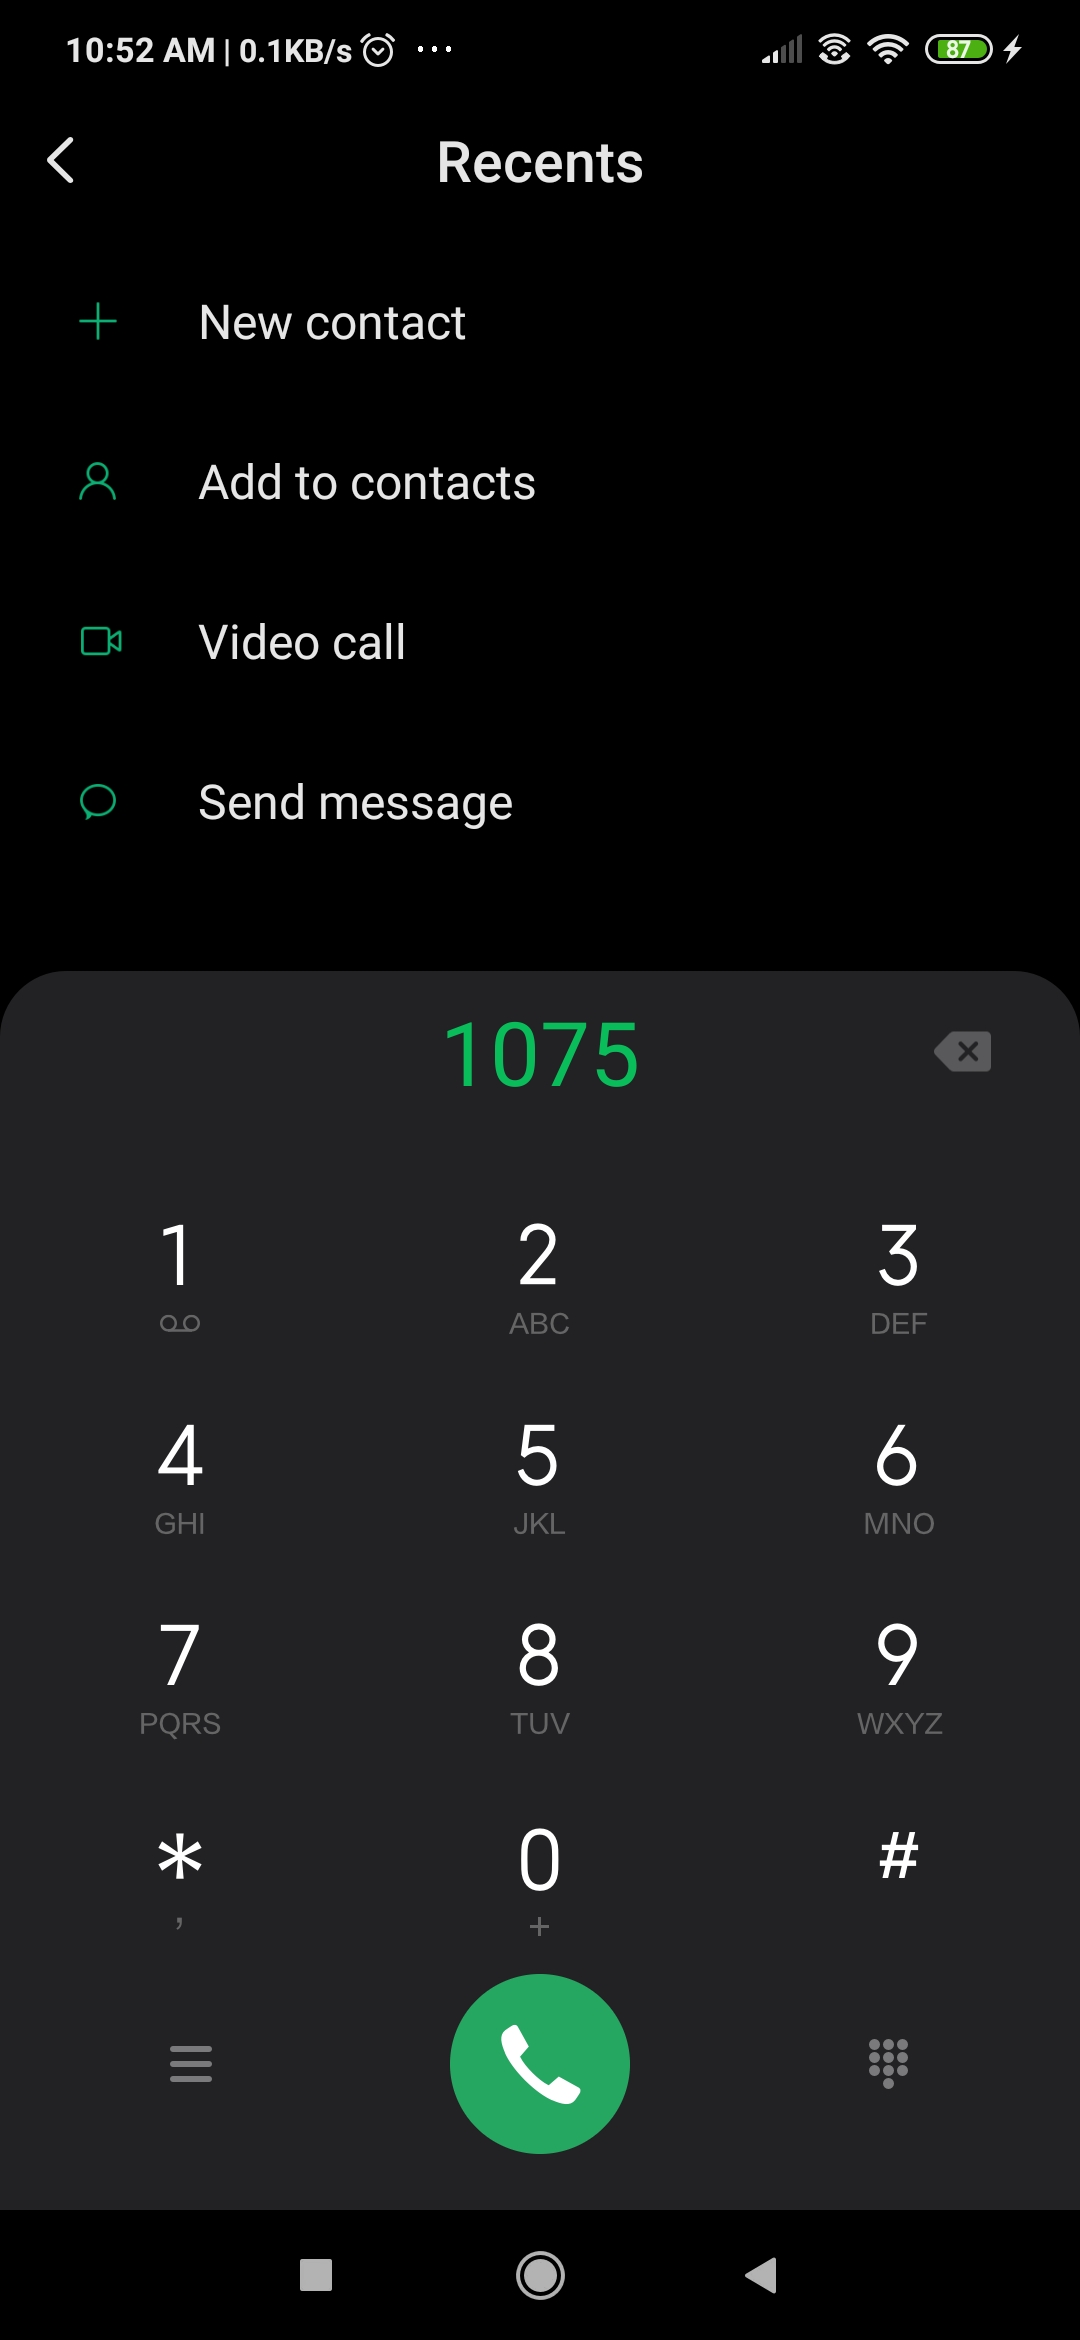 10:52 AM | 0.1KB/s ... 87
Recents
New contact
Add to contacts
Video call
Send message
1075
1 2 3
ABC DEF
4 5 6
GHI JKL MNO
7 8 9
PQRS TUV WXYZ
* 0 #
, +